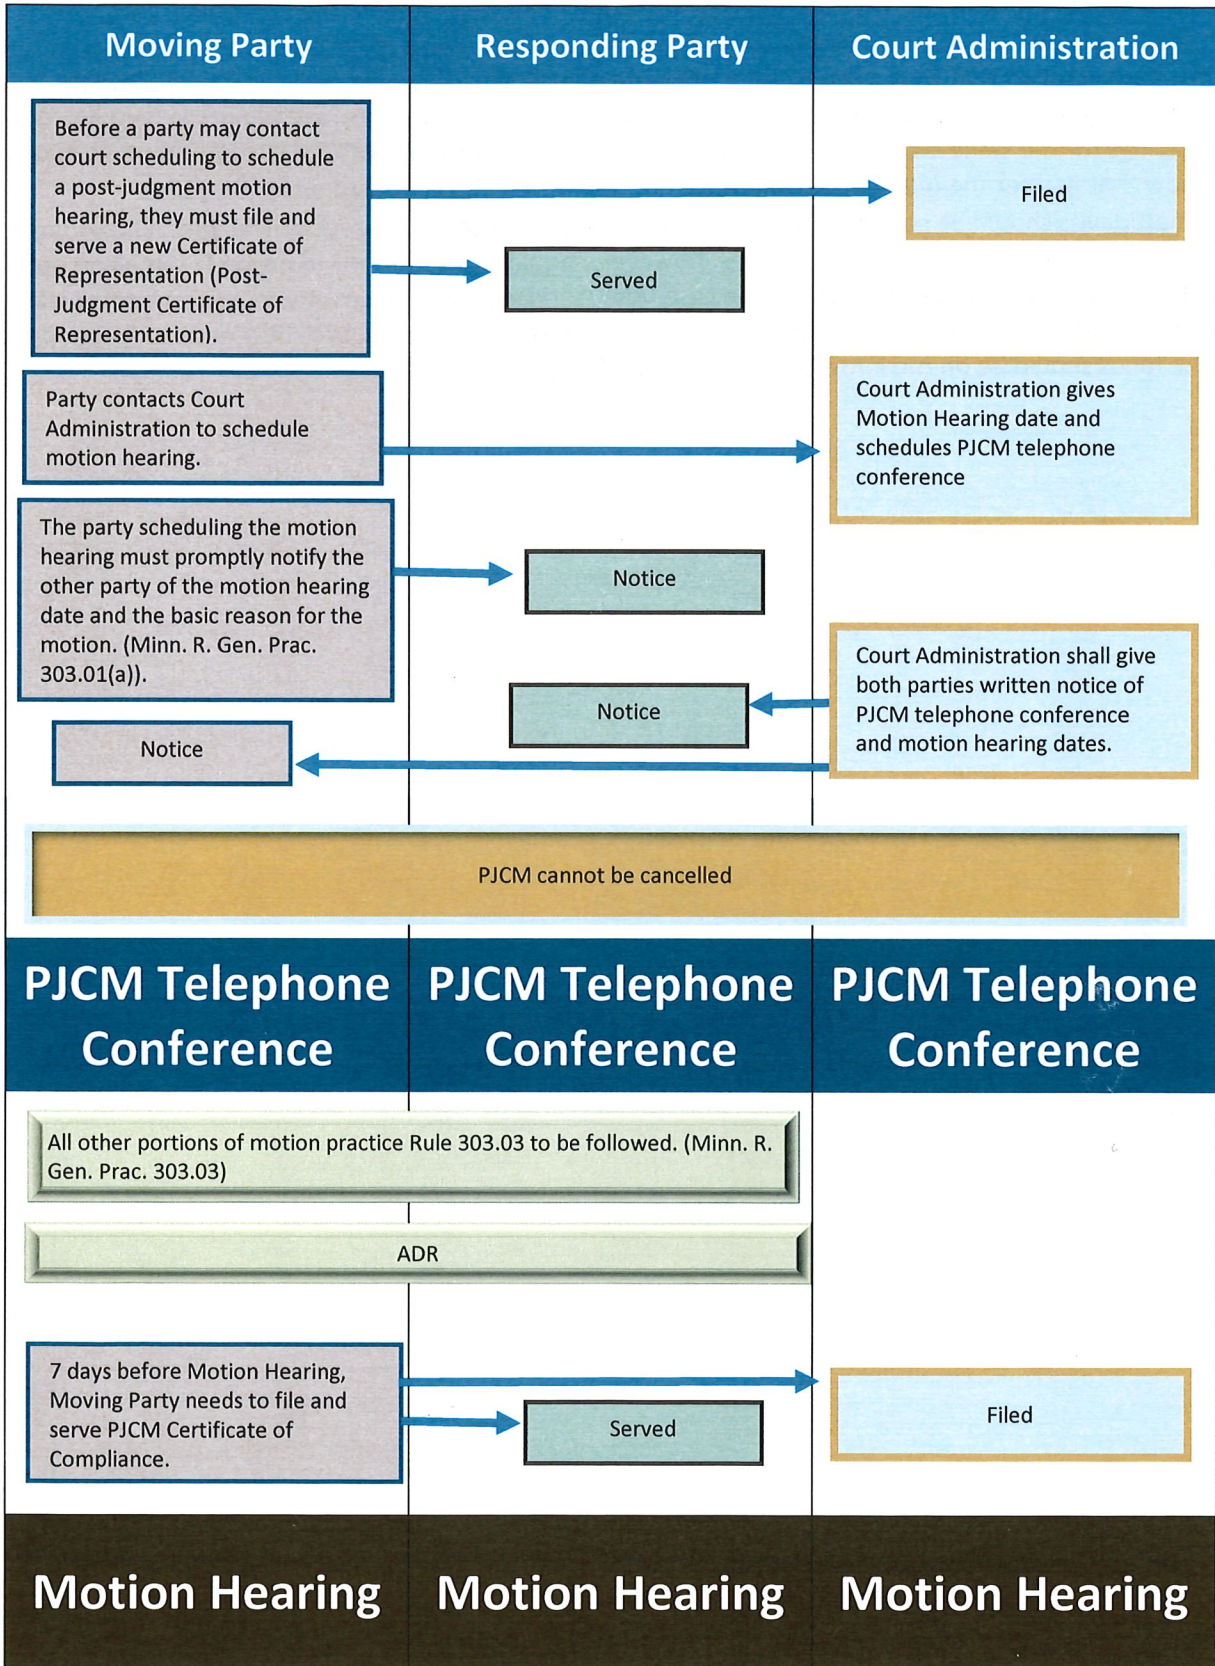 Moving Party
Responding Party
Court Administration
Before a party may contact
court scheduling to schedule
a post-judgment motion
hearing, they must file and
serve a new Certificate of
Representation (Post-
Judgment Certificate of
Representation).
Filed
Served
Party contacts Court
Administration to schedule
motion hearing.
Court Administration gives
Motion Hearing date and
schedules PJCM telephone
conference
The party scheduling the motion
hearing must promptly notify the
other party of the motion hearing
date and the basic reason for the
motion. (Minn. R. Gen. Prac.
303.01(a)).
Notice
Court Administration shall give
both parties written notice of
PJCM telephone conference
and motion hearing dates.
Notice
Notice
PJCM cannot be cancelled
PJCM Telephone
Conference
PJCM Telephone
Conference
PJCM Telephone
Conference
All other portions of motion practice Rule 303.03 to be followed. (Minn. R.
Gen. Prac. 303.03)
ADR
7 days before Motion Hearing,
Moving Party needs to file and
serve PJCM Certificate of
Compliance.
Served
Filed
Motion Hearing
Motion Hearing
Motion Hearing